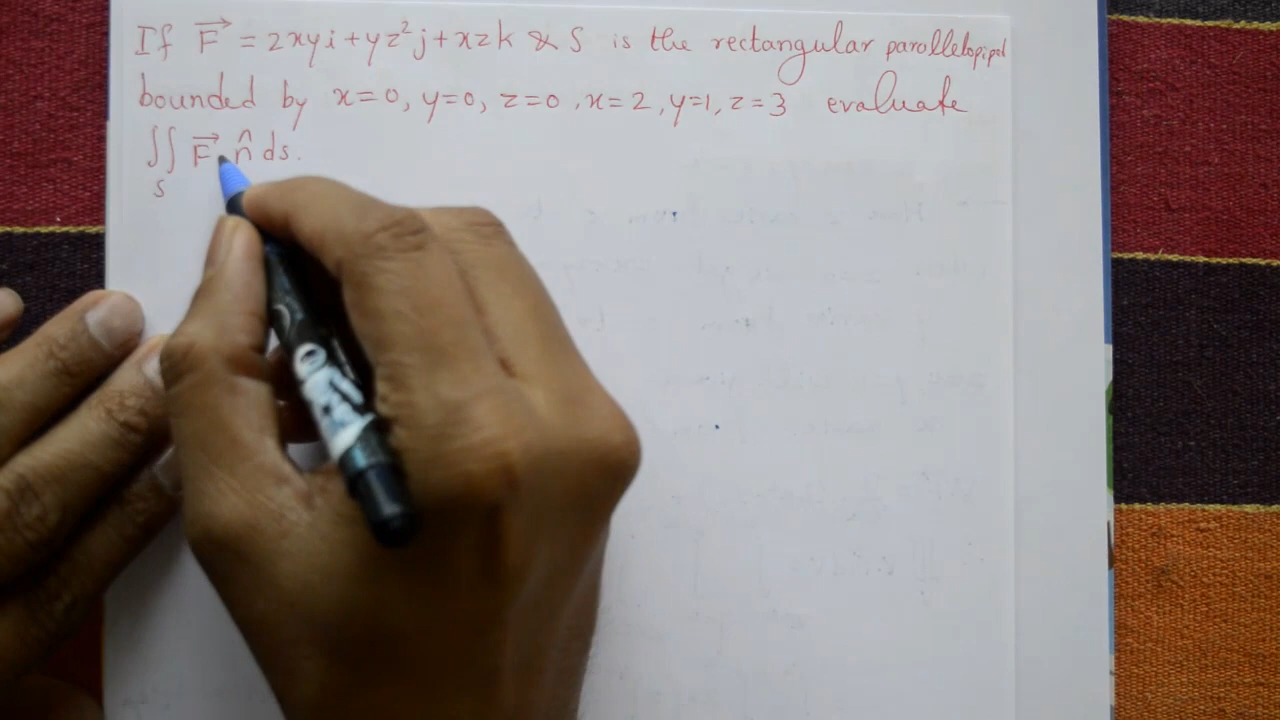 If F⃗ = 2xyi + yz²j + xzk & S is the rectangular parallelopiped
bounded by x=0, y=0, z=0, x=2, y=1, z=3 evaluate
∬ F⃗ n̂ ds.
S